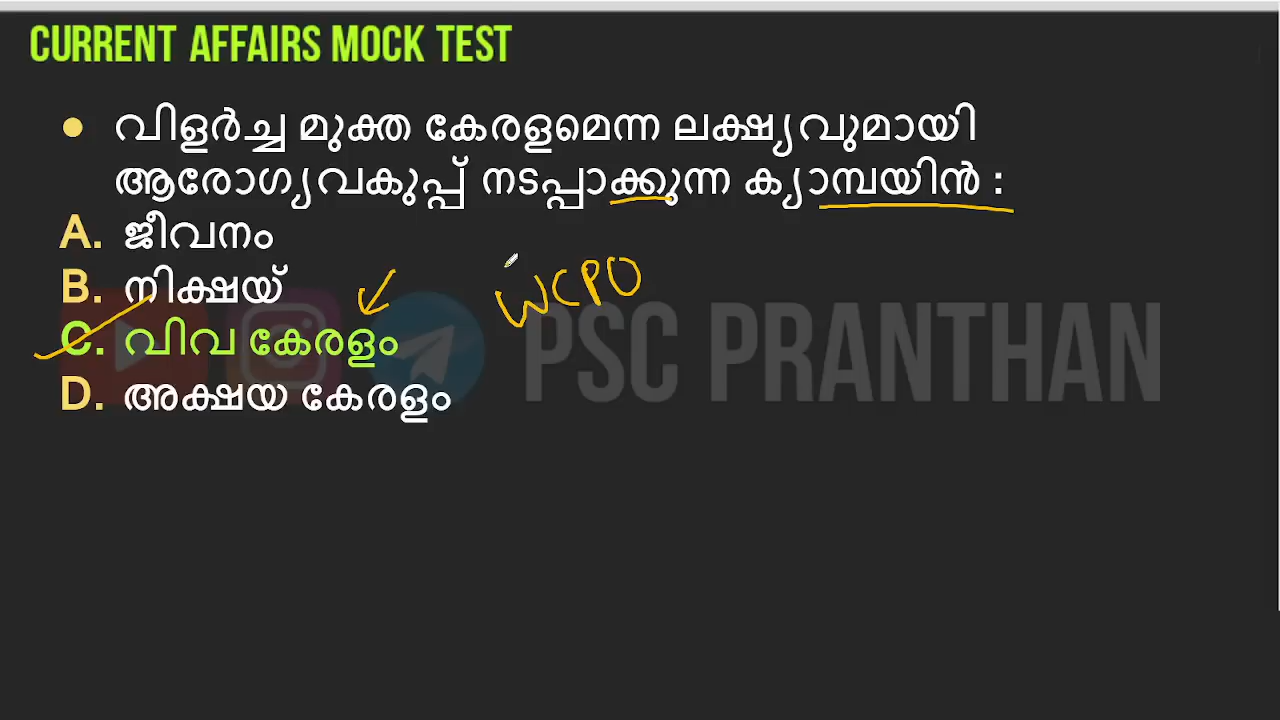 CURRENT AFFAIRS MOCK TEST
● വിളർച്ച മുക്ത കേരളമെന്ന ലക്ഷ്യവുമായി
ആരോഗ്യവകുപ്പ് നടപ്പാക്കുന്ന ക്യാമ്പയിൻ :
A. ജീവനം
B. നിക്ഷയ്
WCPO
C. വിവ കേരളം
PSC PRANTHAN
D. അക്ഷയ കേരളം